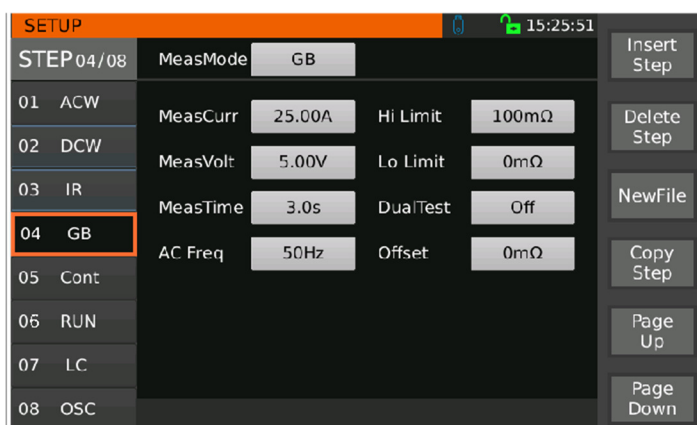 SETUP
15:25:51
STEP 04/08
MeasMode GB
01 ACW
02 DCW
03 IR
04 GB
05 Cont
06 RUN
07 LC
08 OSC
MeasCurr 25.00A Hi Limit 100mΩ
MeasVolt 5.00V Lo Limit 0mΩ
MeasTime 3.0s DualTest Off
AC Freq 50Hz Offset 0mΩ
Insert
Step
Delete
Step
NewFile
Copy
Step
Page
Up
Page
Down